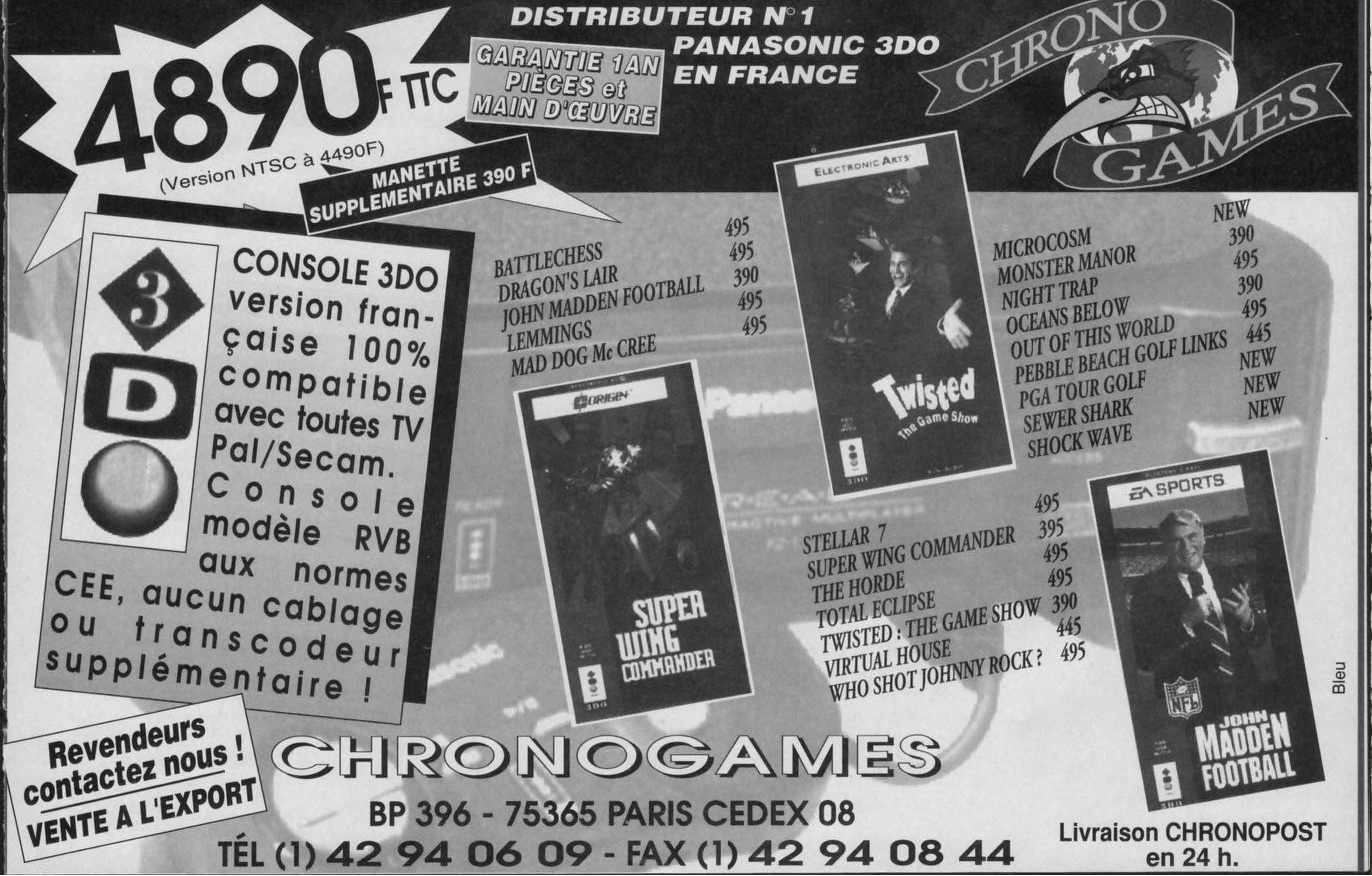 4890 F TTC
(Version NTSC à 4490F)
MANETTE
SUPPLEMENTAIRE 390 F
DISTRIBUTEUR N° 1
PANASONIC 3DO
EN FRANCE
GARANTIE 1AN
PIÈCES et
MAIN D'ŒUVRE
CHRONO
GAMES
3
D
CONSOLE 3DO
version fran-
çaise 100%
compatible
avec toutes TV
Pal/Secam.
Console
modèle RVB
aux normes
CEE, aucun cablage
ou transcodeur
supplémentaire !
BATTLECHESS 495
DRAGON'S LAIR 495
JOHN MADDEN FOOTBALL 390
LEMMINGS 495
MAD DOG Mc CREE 495
ORIGIN
SUPER
WING
COMMANDER
ELECTRONIC ARTS
Twisted
The Game Show
MICROCOSM NEW
MONSTER MANOR 390
NIGHT TRAP 495
OCEANS BELOW 390
OUT OF THIS WORLD 495
PEBBLE BEACH GOLF LINKS 445
PGA TOUR GOLF NEW
SEWER SHARK NEW
SHOCK WAVE NEW
STELLAR 7 495
SUPER WING COMMANDER 395
THE HORDE 495
TOTAL ECLIPSE 495
TWISTED : THE GAME SHOW 390
VIRTUAL HOUSE 445
WHO SHOT JOHNNY ROCK ? 495
EA SPORTS
NFL
JOHN
MADDEN
FOOTBALL
Bleu
Revendeurs
contactez nous !
VENTE A L'EXPORT
CHRONOGAMES
BP 396 - 75365 PARIS CEDEX 08
TÉL (1) 42 94 06 09 - FAX (1) 42 94 08 44
Livraison CHRONOPOST
en 24 h.